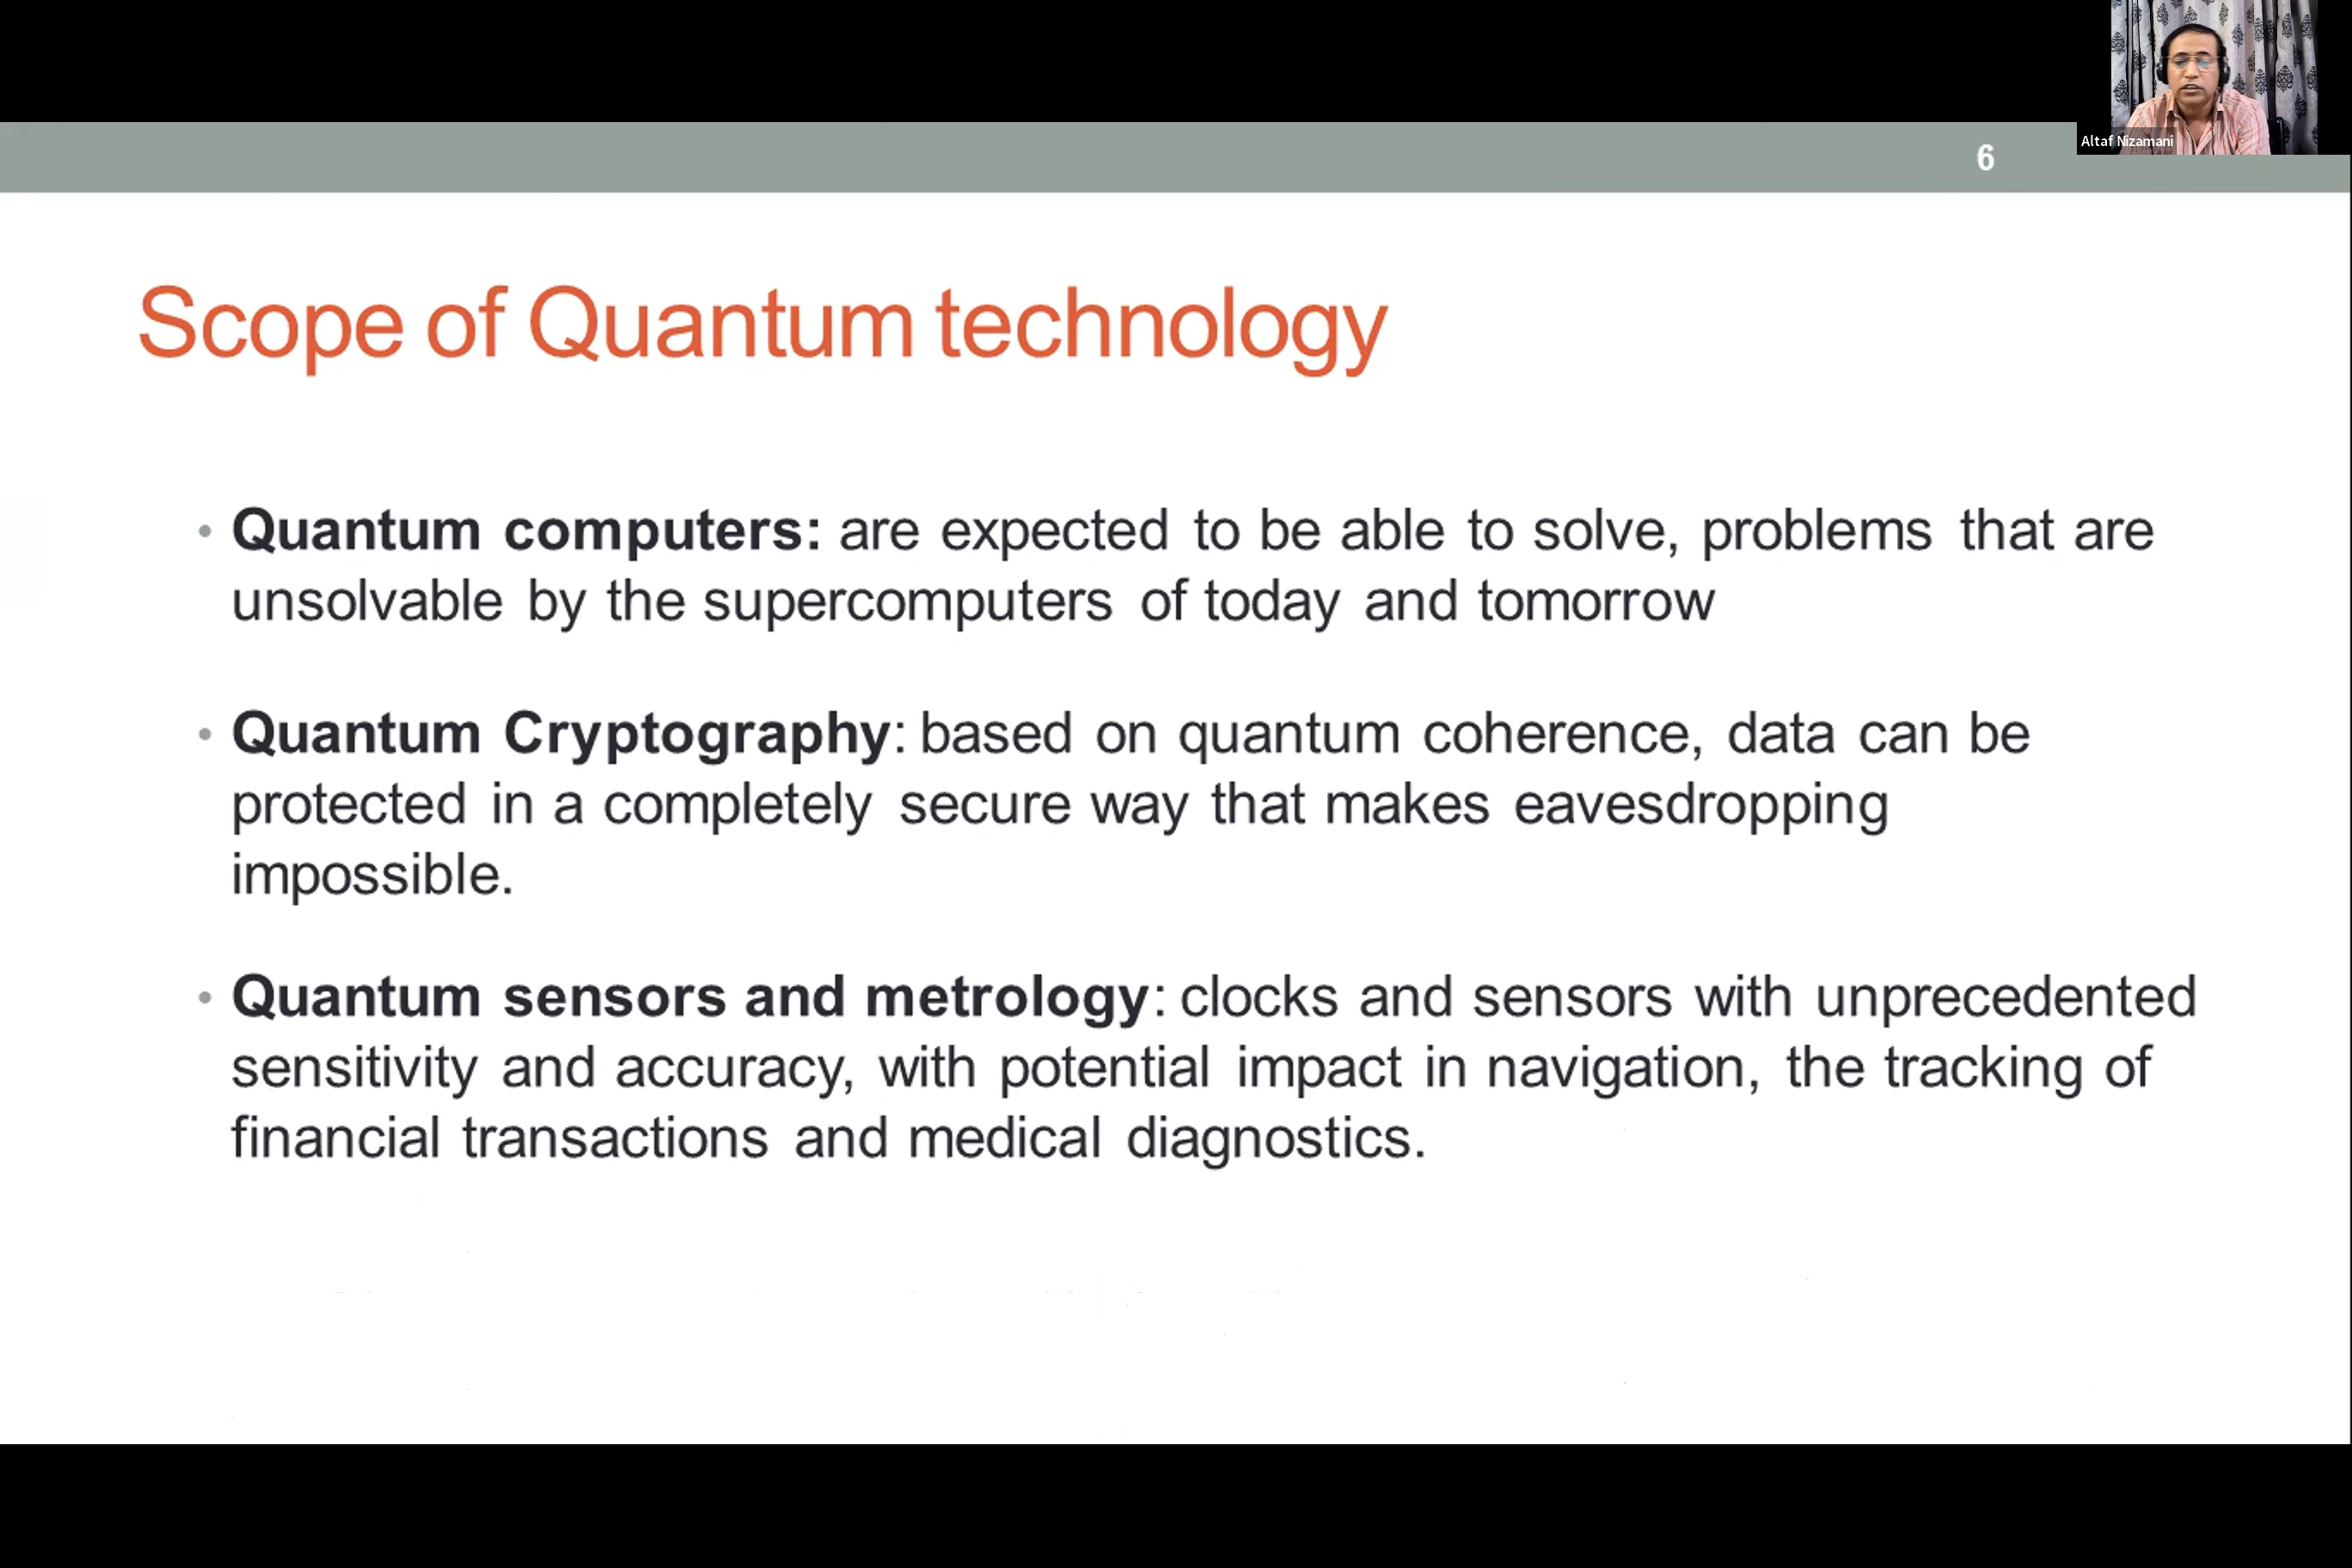 Altaf Nizamani
6
Scope of Quantum technology
• Quantum computers: are expected to be able to solve, problems that are
unsolvable by the supercomputers of today and tomorrow
• Quantum Cryptography: based on quantum coherence, data can be
protected in a completely secure way that makes eavesdropping
impossible.
• Quantum sensors and metrology: clocks and sensors with unprecedented
sensitivity and accuracy, with potential impact in navigation, the tracking of
financial transactions and medical diagnostics.